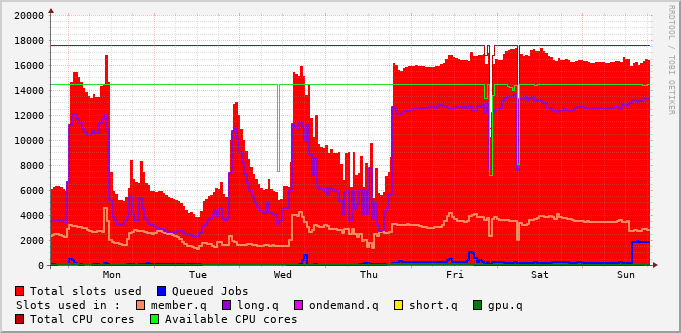 20000
18000
16000
14000
12000
10000
8000
6000
4000
2000
0
Mon Tue Wed Thu Fri Sat Sun
RRDTOOL / TOBI OETIKER
Total slots used Queued Jobs
Slots used in : member.q long.q ondemand.q short.q gpu.q
Total CPU cores Available CPU cores